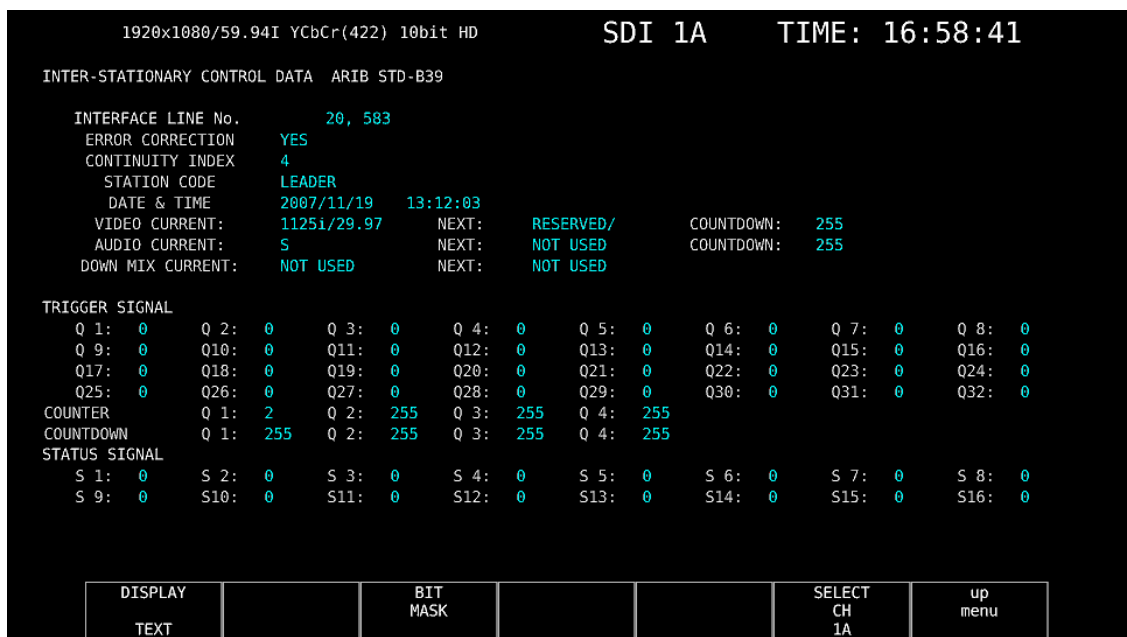 1920x1080/59.94I YCbCr(422) 10bit HD SDI 1A TIME: 16:58:41
INTER-STATIONARY CONTROL DATA ARIB STD-B39
INTERFACE LINE No. 20, 583
ERROR CORRECTION YES
CONTINUITY INDEX 4
STATION CODE LEADER
DATE & TIME 2007/11/19 13:12:03
VIDEO CURRENT: 1125i/29.97 NEXT: RESERVED/ COUNTDOWN: 255
AUDIO CURRENT: S NEXT: NOT USED COUNTDOWN: 255
DOWN MIX CURRENT: NOT USED NEXT: NOT USED
TRIGGER SIGNAL
Q 1: 0 Q 2: 0 Q 3: 0 Q 4: 0 Q 5: 0 Q 6: 0 Q 7: 0 Q 8: 0
Q 9: 0 Q10: 0 Q11: 0 Q12: 0 Q13: 0 Q14: 0 Q15: 0 Q16: 0
Q17: 0 Q18: 0 Q19: 0 Q20: 0 Q21: 0 Q22: 0 Q23: 0 Q24: 0
Q25: 0 Q26: 0 Q27: 0 Q28: 0 Q29: 0 Q30: 0 Q31: 0 Q32: 0
COUNTER Q 1: 2 Q 2: 255 Q 3: 255 Q 4: 255
COUNTDOWN Q 1: 255 Q 2: 255 Q 3: 255 Q 4: 255
STATUS SIGNAL
S 1: 0 S 2: 0 S 3: 0 S 4: 0 S 5: 0 S 6: 0 S 7: 0 S 8: 0
S 9: 0 S10: 0 S11: 0 S12: 0 S13: 0 S14: 0 S15: 0 S16: 0
DISPLAY
TEXT
BIT
MASK
SELECT
CH
1A
up
menu